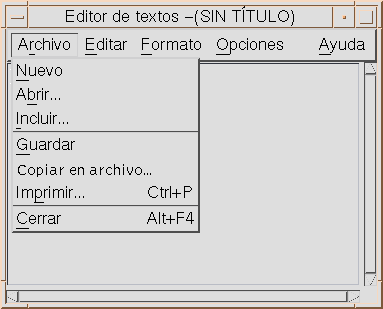 Editor de textos –(SIN TÍTULO)
Archivo Editar Formato Opciones Ayuda
Nuevo
Abrir...
Incluir...
Guardar
Copiar en archivo...
Imprimir... Ctrl+P
Cerrar Alt+F4